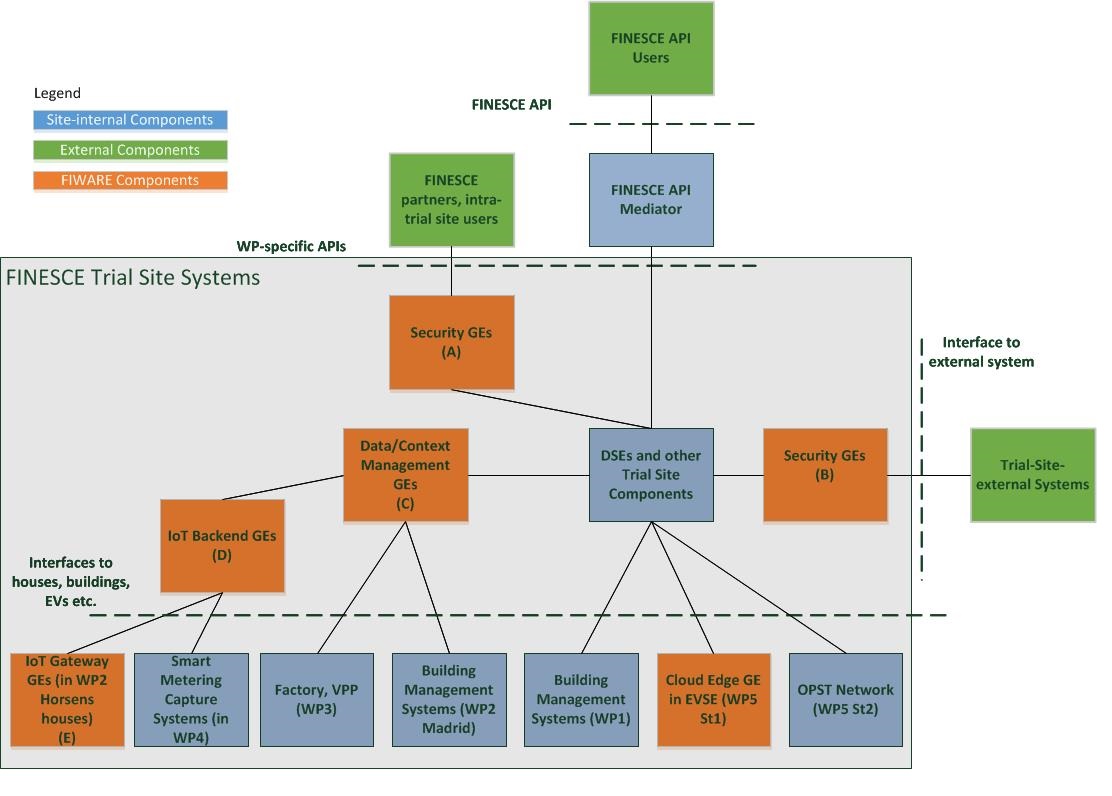 FINESCE API
Users
Legend
FINESCE API
Site-internal Components
External Components
FIWARE Components
FINESCE
partners, intra-
trial site users
FINESCE API
Mediator
WP-specific APIs
FINESCE Trial Site Systems
Security GEs
(A)
Interface to
external system
Data/Context
Management
GEs
(C)
DSEs and other
Trial Site
Components
Security GEs
(B)
Trial-Site-
external Systems
IoT Backend GEs
(D)
Interfaces to
houses, buildings,
EVs etc.
IoT Gateway
GEs (in WP2
Horsens
houses)
(E)
Smart
Metering
Capture
Systems (in
WP4)
Factory, VPP
(WP3)
Building
Management
Systems (WP2
Madrid)
Building
Management
Systems (WP1)
Cloud Edge GE
in EVSE (WP5
St1)
OPST Network
(WP5 St2)